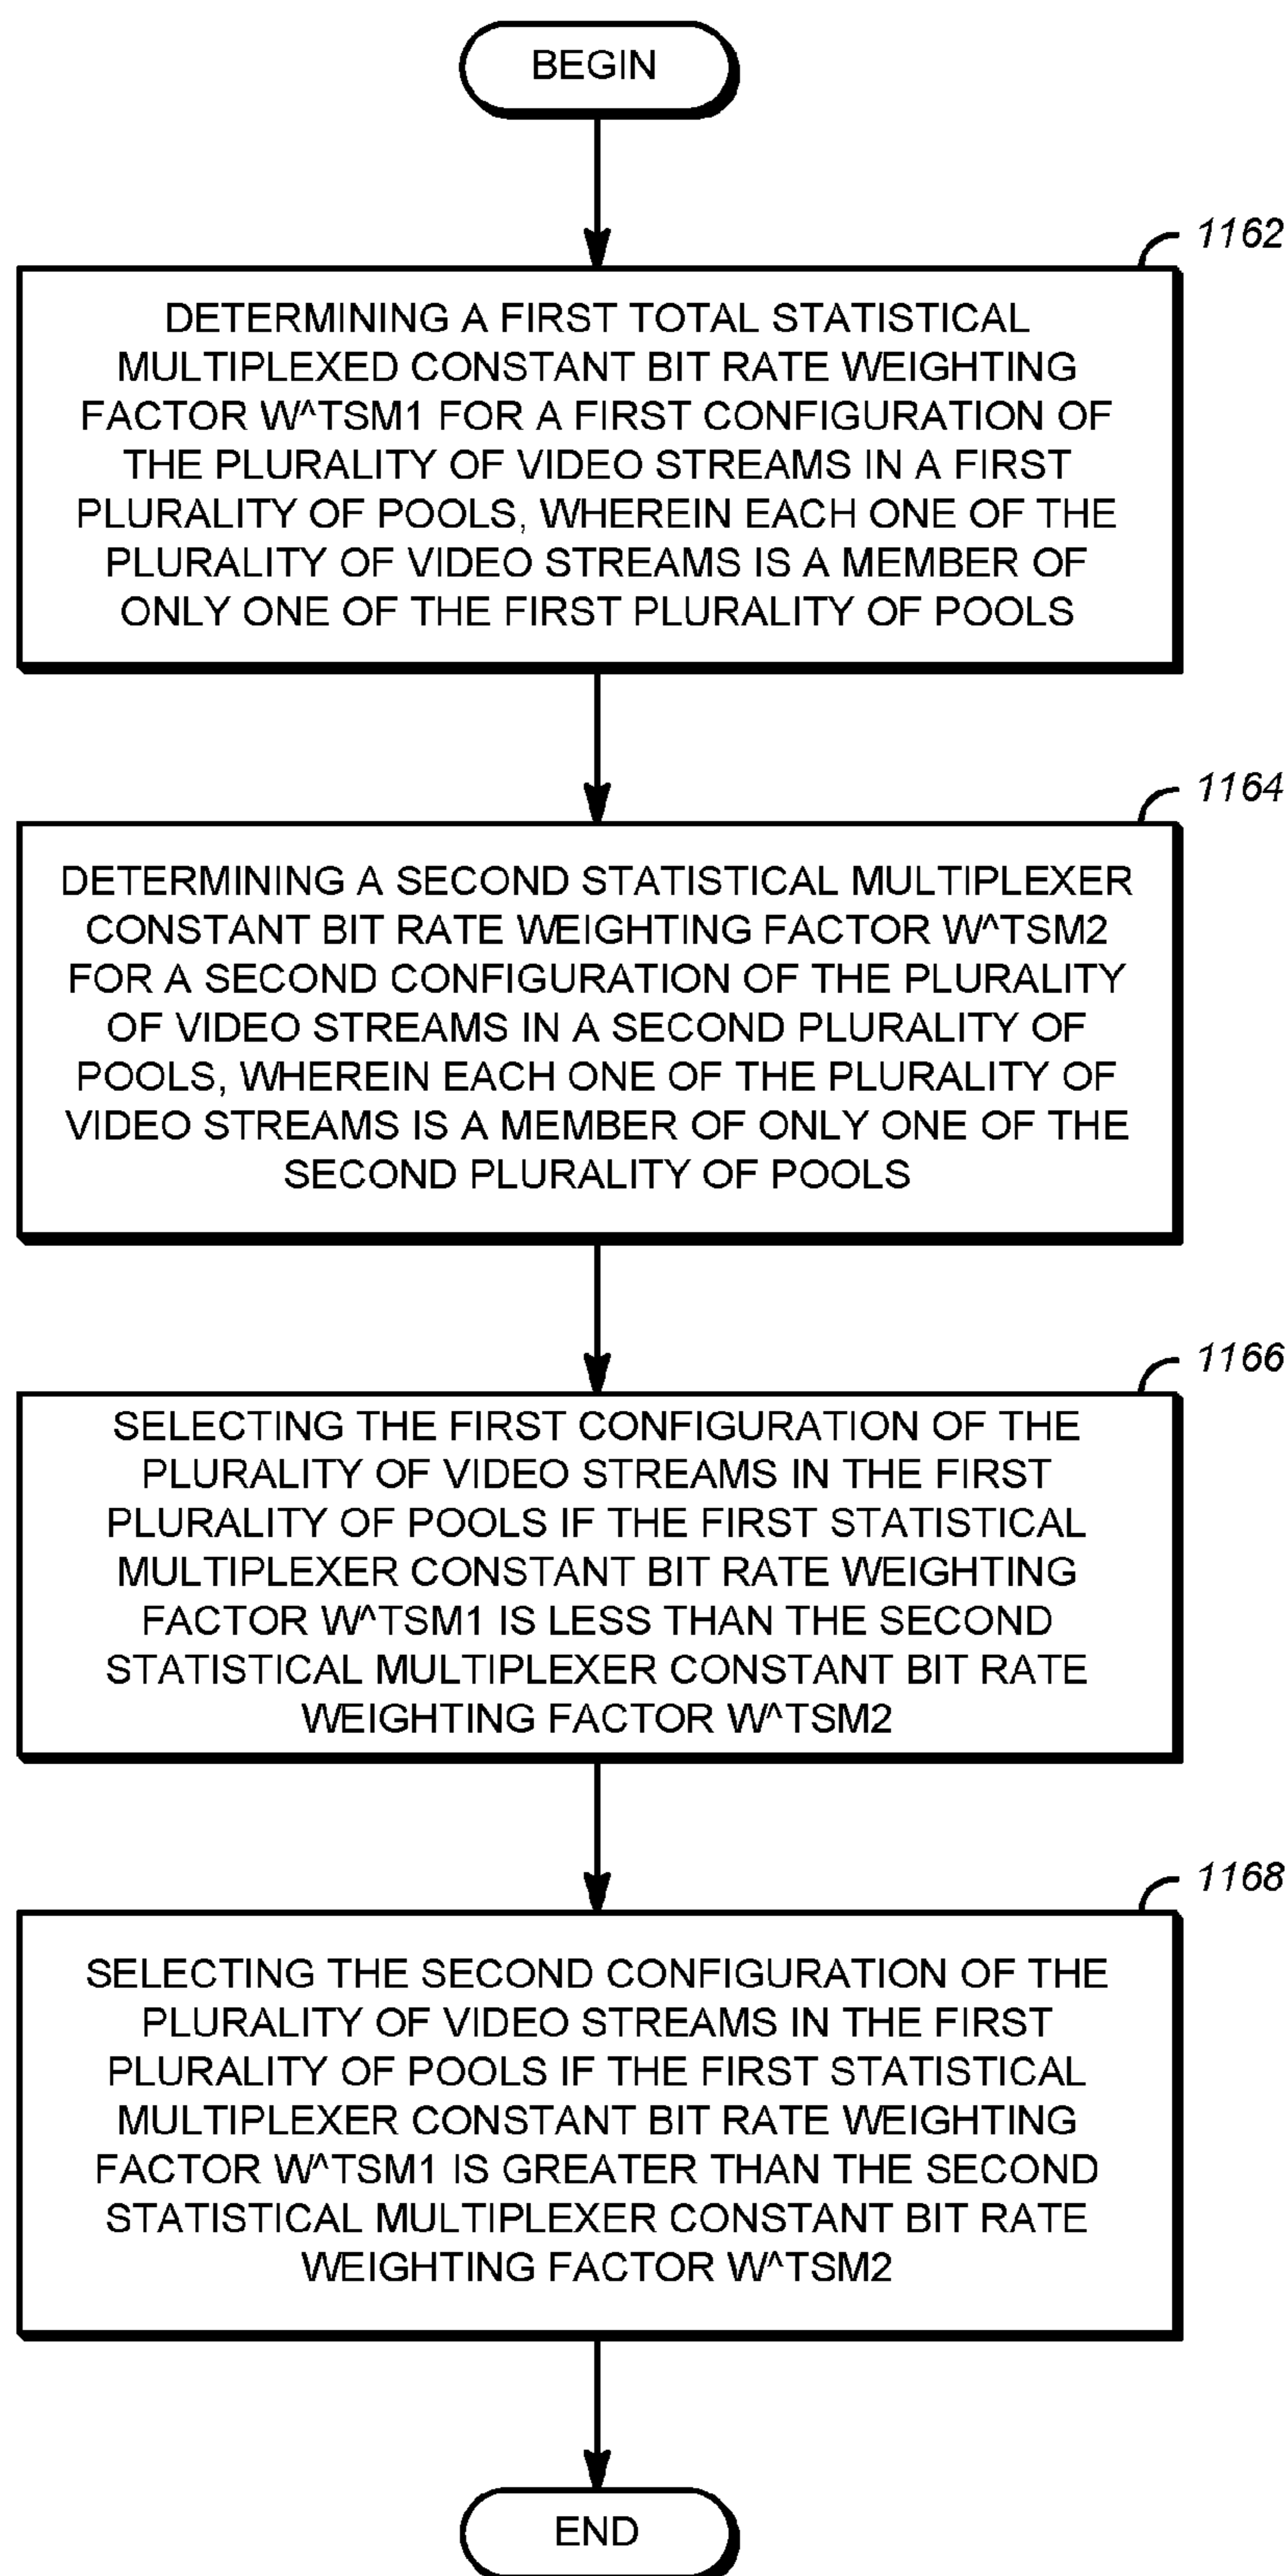 BEGIN
1162
DETERMINING A FIRST TOTAL STATISTICAL
MULTIPLEXED CONSTANT BIT RATE WEIGHTING
FACTOR W^TSM1 FOR A FIRST CONFIGURATION OF
THE PLURALITY OF VIDEO STREAMS IN A FIRST
PLURALITY OF POOLS, WHEREIN EACH ONE OF THE
PLURALITY OF VIDEO STREAMS IS A MEMBER OF
ONLY ONE OF THE FIRST PLURALITY OF POOLS
1164
DETERMINING A SECOND STATISTICAL MULTIPLEXER
CONSTANT BIT RATE WEIGHTING FACTOR W^TSM2
FOR A SECOND CONFIGURATION OF THE PLURALITY
OF VIDEO STREAMS IN A SECOND PLURALITY OF
POOLS, WHEREIN EACH ONE OF THE PLURALITY OF
VIDEO STREAMS IS A MEMBER OF ONLY ONE OF THE
SECOND PLURALITY OF POOLS
1166
SELECTING THE FIRST CONFIGURATION OF THE
PLURALITY OF VIDEO STREAMS IN THE FIRST
PLURALITY OF POOLS IF THE FIRST STATISTICAL
MULTIPLEXER CONSTANT BIT RATE WEIGHTING
FACTOR W^TSM1 IS LESS THAN THE SECOND
STATISTICAL MULTIPLEXER CONSTANT BIT RATE
WEIGHTING FACTOR W^TSM2
1168
SELECTING THE SECOND CONFIGURATION OF THE
PLURALITY OF VIDEO STREAMS IN THE FIRST
PLURALITY OF POOLS IF THE FIRST STATISTICAL
MULTIPLEXER CONSTANT BIT RATE WEIGHTING
FACTOR W^TSM1 IS GREATER THAN THE SECOND
STATISTICAL MULTIPLEXER CONSTANT BIT RATE
WEIGHTING FACTOR W^TSM2
END